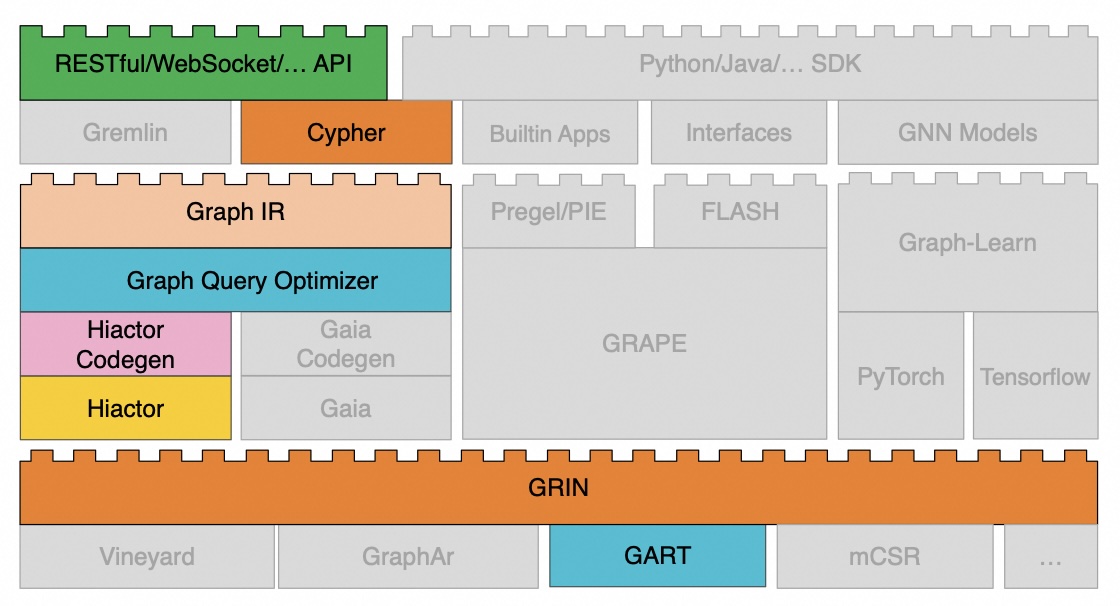 RESTful/WebSocket/… API
Python/Java/… SDK
Gremlin
Cypher
Builtin Apps
Interfaces
GNN Models
Graph IR
Pregel/PIE
FLASH
Graph-Learn
Graph Query Optimizer
Hiactor
Codegen
Gaia
Codegen
GRAPE
PyTorch
Tensorflow
Hiactor
Gaia
GRIN
Vineyard
GraphAr
GART
mCSR
…